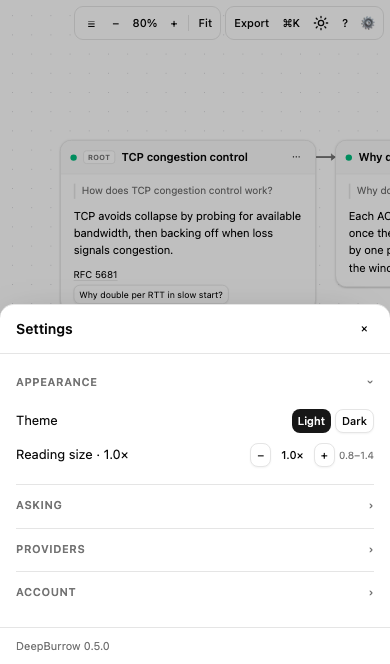 ≡ − 80% + Fit Export ⌘K ? 
ROOT TCP congestion control ...
Why d
How does TCP congestion control work?
Why do
TCP avoids collapse by probing for available
bandwidth, then backing off when loss
signals congestion.
Each AC
once the
by one p
the wind
RFC 5681
Why double per RTT in slow start?
Settings ×
APPEARANCE
Theme Light Dark
Reading size · 1.0× − 1.0× + 0.8–1.4
ASKING ›
PROVIDERS ›
ACCOUNT ›
DeepBurrow 0.5.0